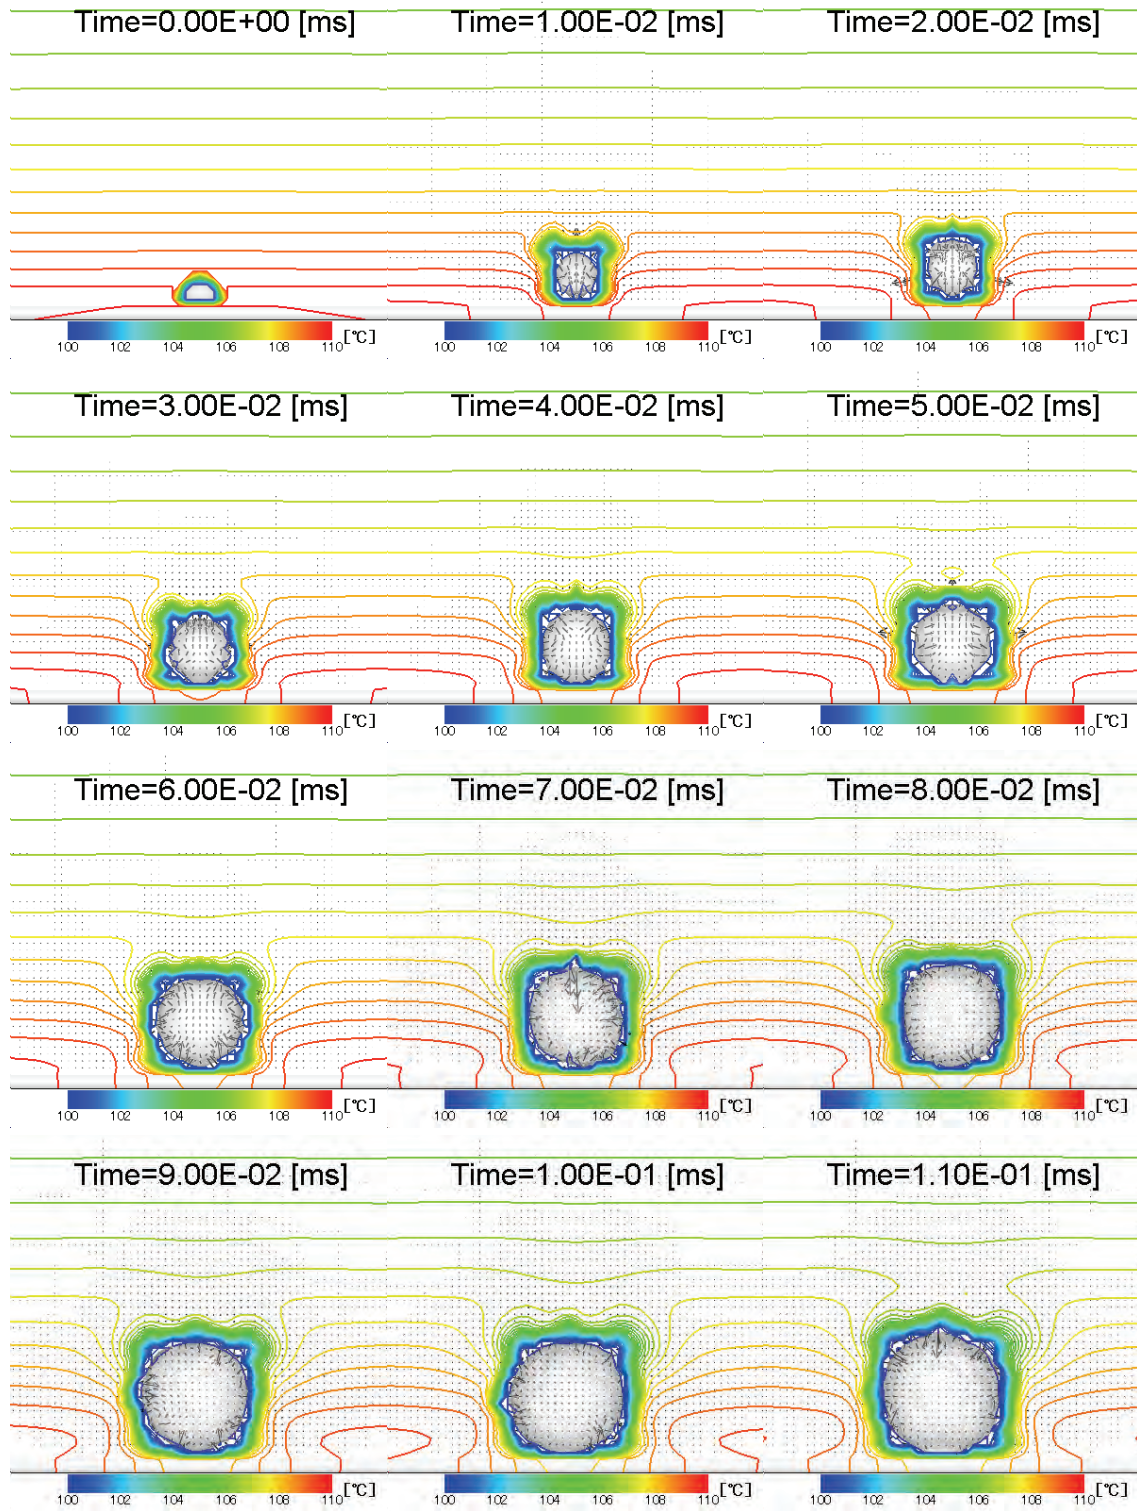 Time=0.00E+00 [ms] Time=1.00E-02 [ms] Time=2.00E-02 [ms]
100 102 104 106 108 110 [℃] 100 102 104 106 108 110 [℃] 100 102 104 106 108 110 [℃]
Time=3.00E-02 [ms] Time=4.00E-02 [ms] Time=5.00E-02 [ms]
100 102 104 106 108 110 [℃] 100 102 104 106 108 110 [℃] 100 102 104 106 108 110 [℃]
Time=6.00E-02 [ms] Time=7.00E-02 [ms] Time=8.00E-02 [ms]
100 102 104 106 108 110 [℃] 100 102 104 106 108 110 [℃] 100 102 104 106 108 110 [℃]
Time=9.00E-02 [ms] Time=1.00E-01 [ms] Time=1.10E-01 [ms]
100 102 104 106 108 110 [℃] 100 102 104 106 108 110 [℃] 100 102 104 106 108 110 [℃]